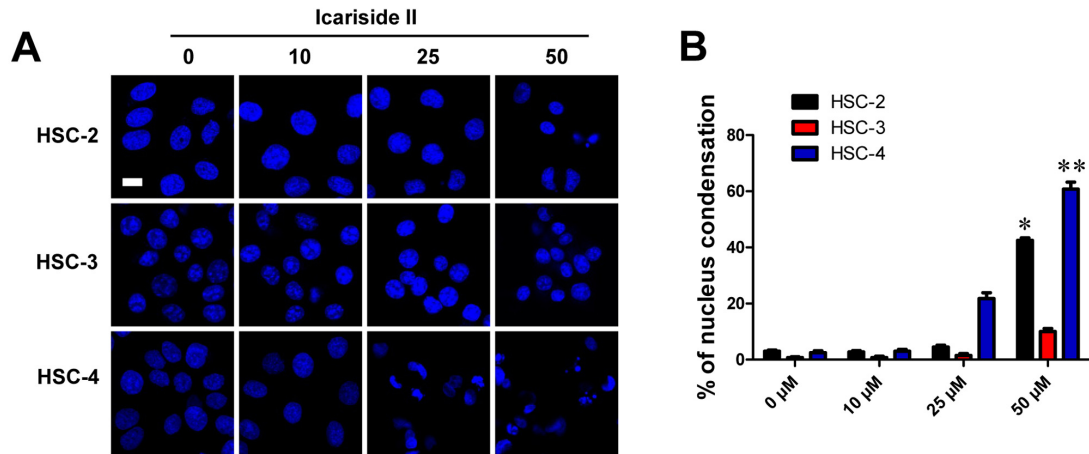 A
Icariside II
0 10 25 50
HSC-2
HSC-3
HSC-4
B
HSC-2
HSC-3
HSC-4
% of nucleus condensation
80
60
40
20
0
*
**
0 μM 10 μM 25 μM 50 μM